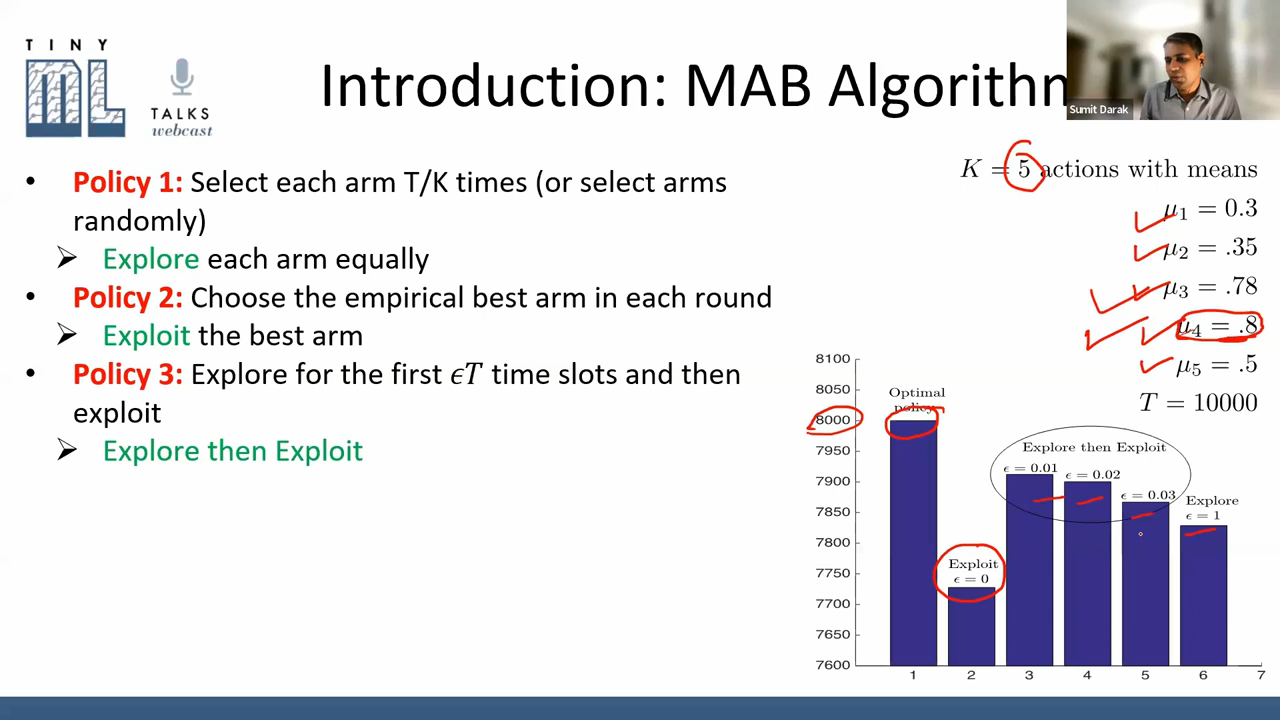 TINY
ML
TALKS
webcast
Introduction: MAB Algorithm
Sumit Darak
• Policy 1: Select each arm T/K times (or select arms
randomly)
➢ Explore each arm equally
• Policy 2: Choose the empirical best arm in each round
➢ Exploit the best arm
• Policy 3: Explore for the first ϵT time slots and then
exploit
➢ Explore then Exploit
K = 5 actions with means
μ1 = 0.3
μ2 = .35
μ3 = .78
μ4 = .8
μ5 = .5
T = 10000
8100
8050
8000
7950
7900
7850
7800
7750
7700
7650
7600
Optimal
policy
Exploit
ϵ = 0
Explore then Exploit
ϵ = 0.01
ϵ = 0.02
ϵ = 0.03
Explore
ϵ = 1
1 2 3 4 5 6 7